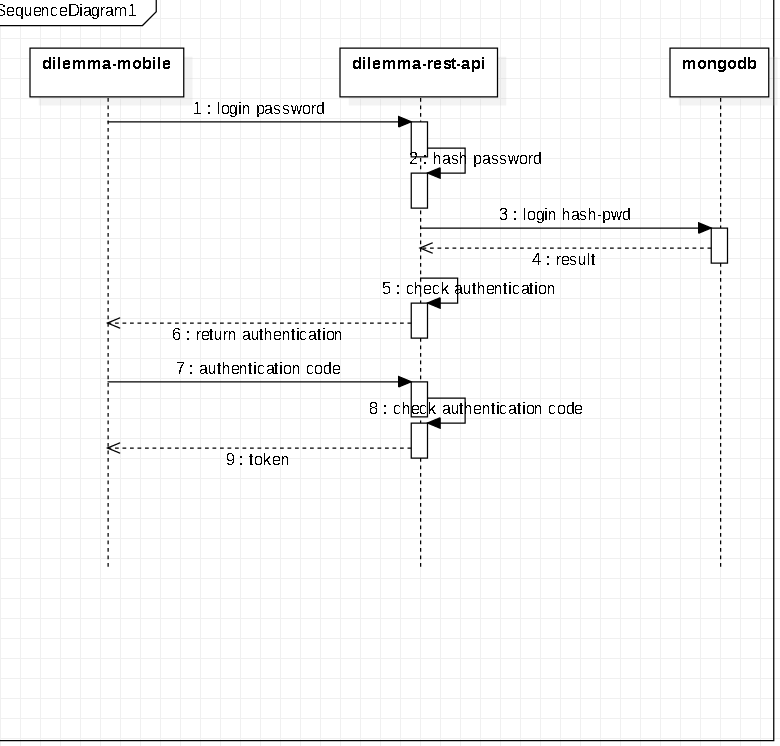 SequenceDiagram1
dilemma-mobile
dilemma-rest-api
mongodb
1 : login password
2 : hash password
3 : login hash-pwd
4 : result
5 : check authentication
6 : return authentication
7 : authentication code
8 : check authentication code
9 : token